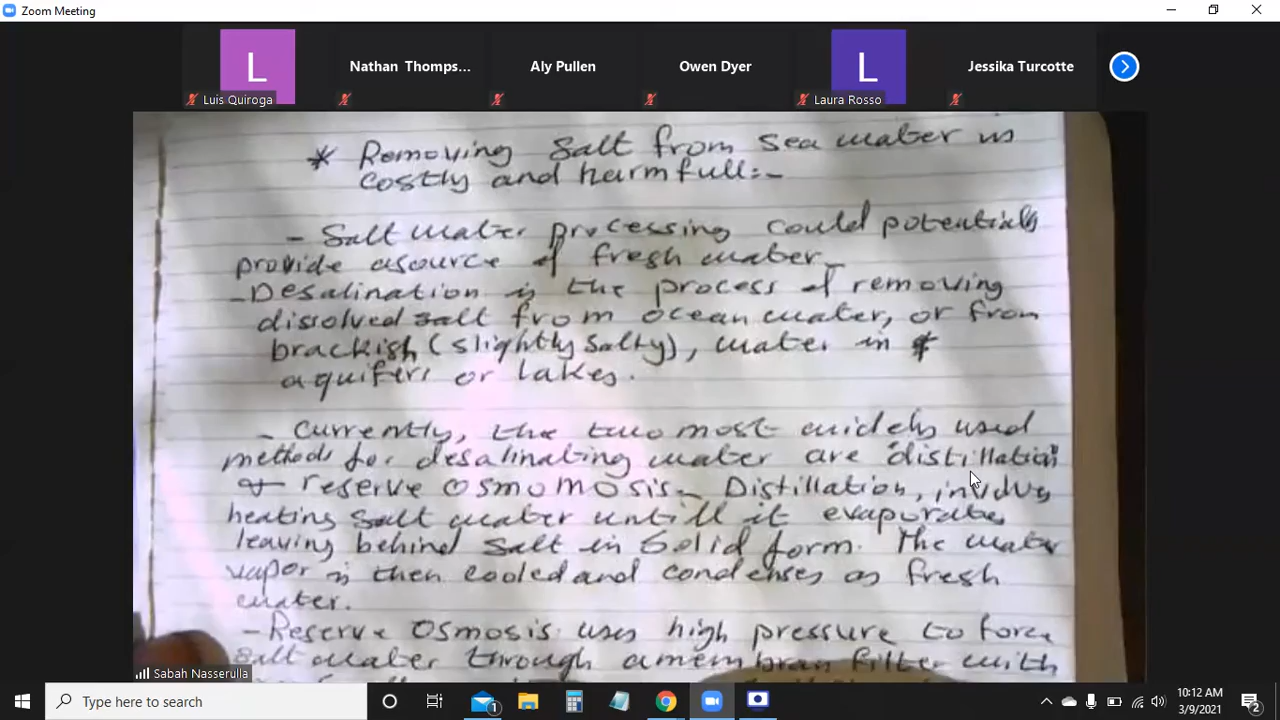 Zoom Meeting
L
Nathan Thomps...
Aly Pullen
Owen Dyer
L
Jessika Turcotte
Luis Quiroga
Laura Rosso
* Removing Salt from Sea water is
costly and harmfull:-
- Salt water processing could potentially
provide a source of fresh water.
- Desalination is the process of removing
dissolved salt from ocean water, or from
brackish (slightly salty), water in
aquifers or lakes.
- Currently, the two most widely used
methods for desalinating water are "distillation"
& reserve osmomosis. Distillation, involves
heating salt water untill it evaporates
leaving behind salt in solid form. The water
vapor is then cooled and condenses as fresh
water.
- Reserve Osmosis uses high pressure to force
salt water through a membran filter with
Sabah Nasserulla
Type here to search
1
10:12 AM
3/9/2021
2